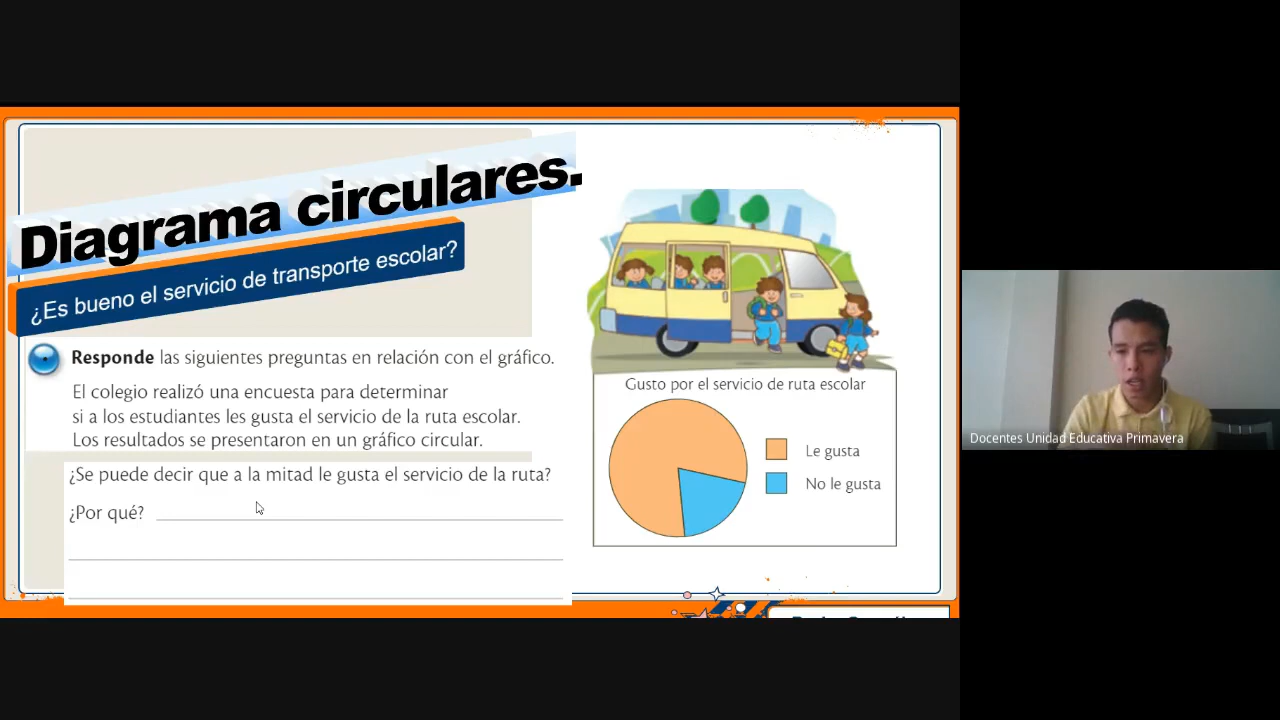 Diagrama circulares.
¿Es bueno el servicio de transporte escolar?
Responde las siguientes preguntas en relación con el gráfico.
El colegio realizó una encuesta para determinar
si a los estudiantes les gusta el servicio de la ruta escolar.
Los resultados se presentaron en un gráfico circular.
¿Se puede decir que a la mitad le gusta el servicio de la ruta?
¿Por qué?
Gusto por el servicio de ruta escolar
Le gusta
No le gusta
Docentes Unidad Educativa Primavera